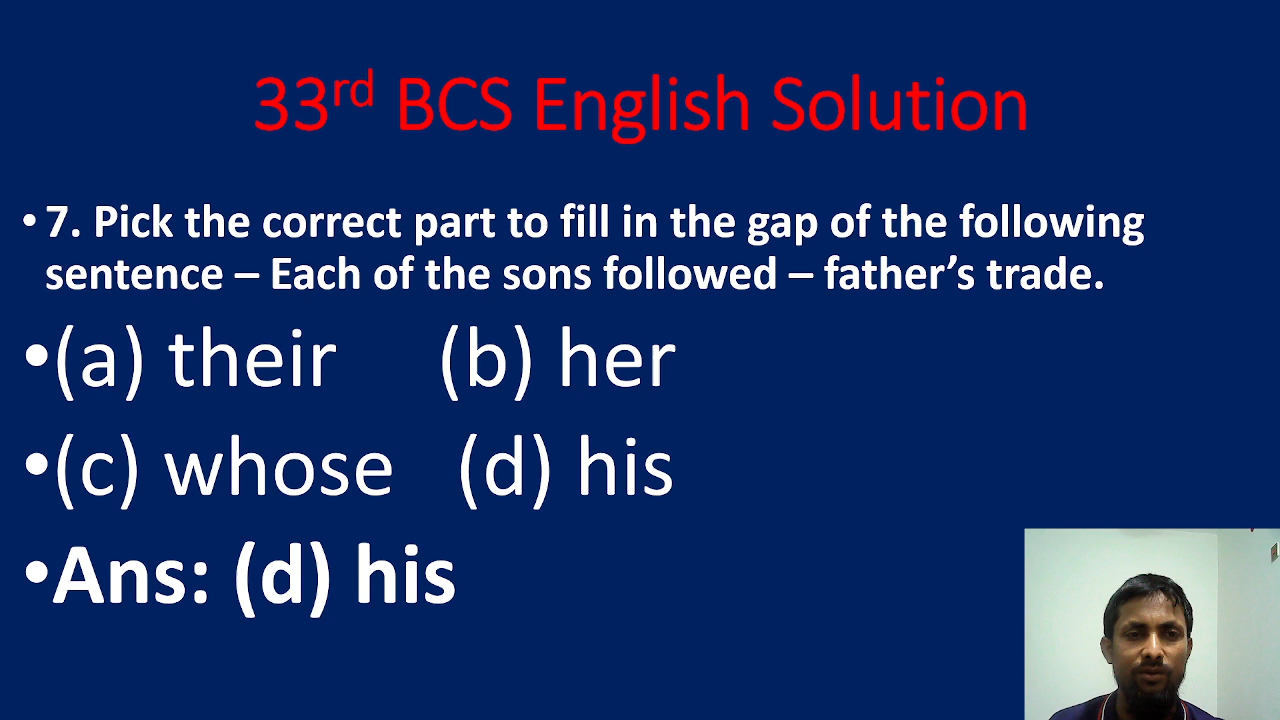 33rd BCS English Solution
• 7. Pick the correct part to fill in the gap of the following
sentence – Each of the sons followed – father’s trade.
•(a) their (b) her
•(c) whose (d) his
•Ans: (d) his